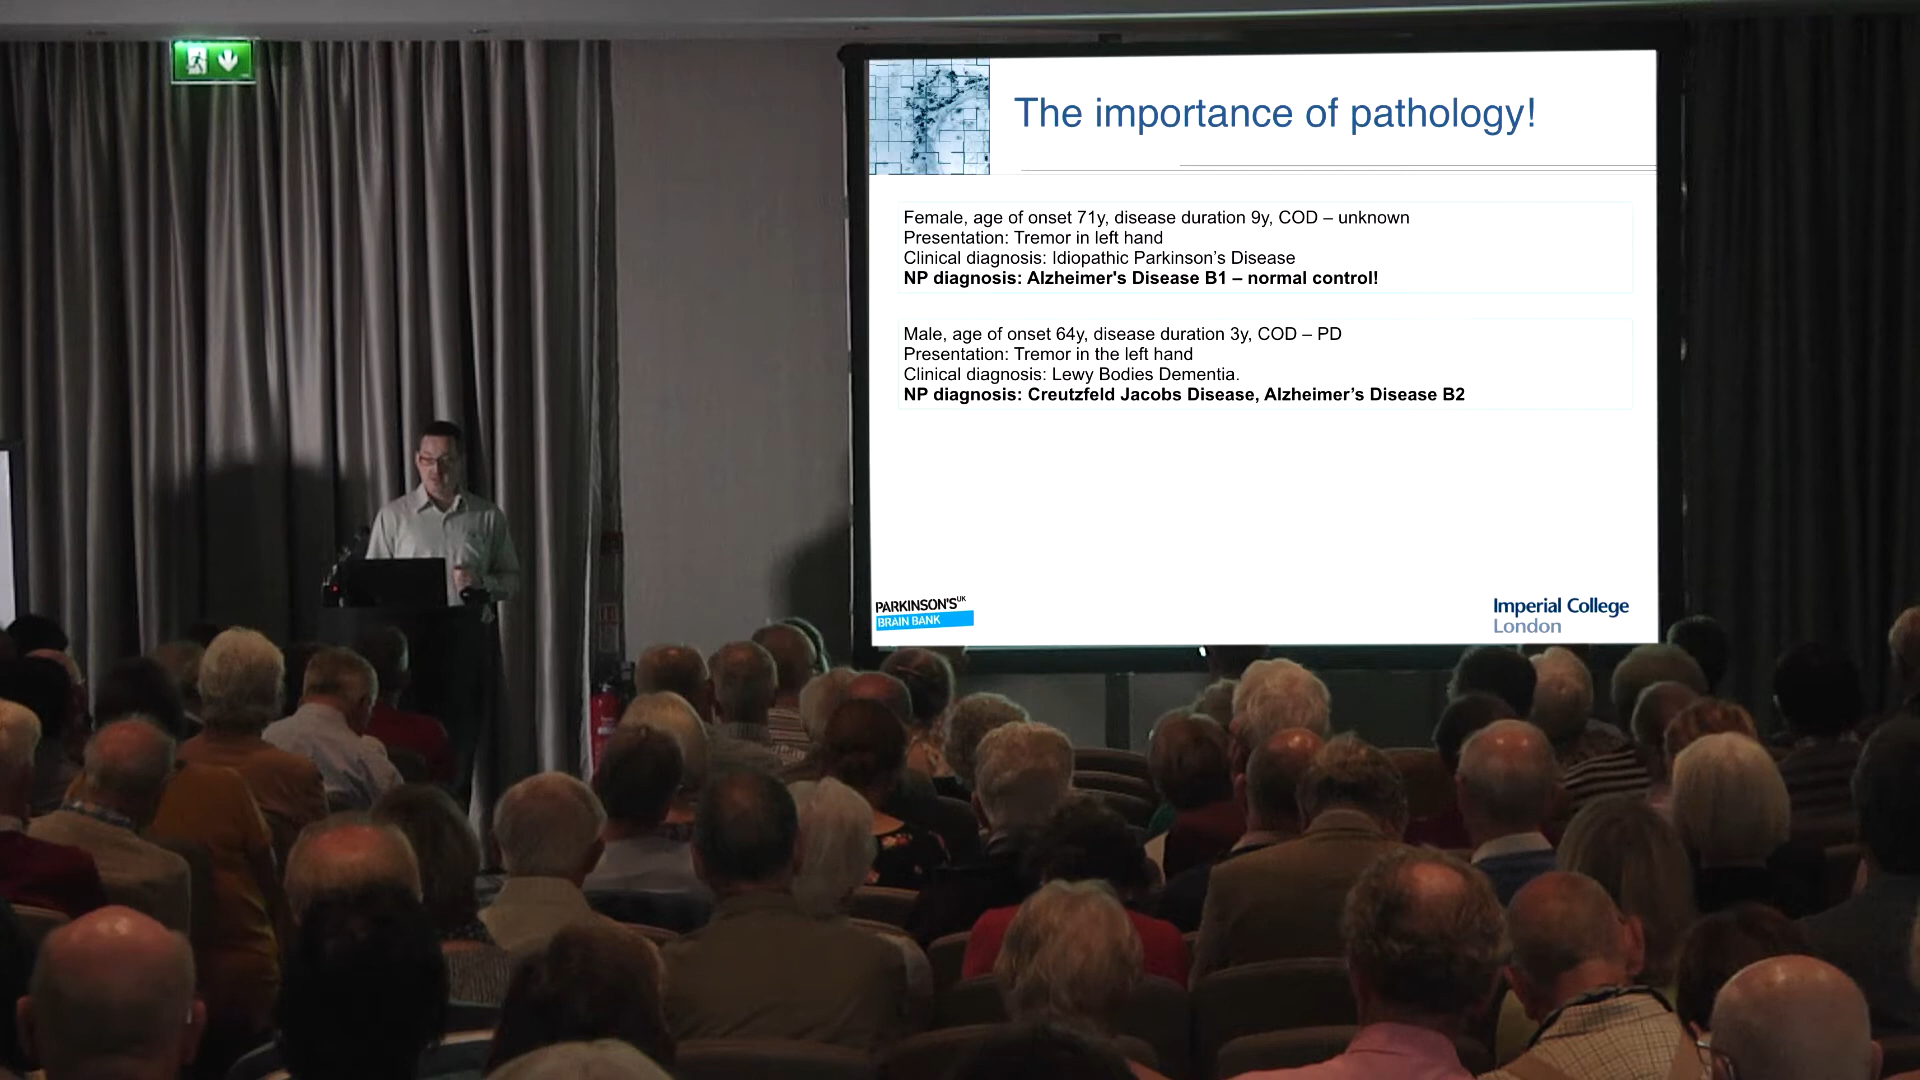 The importance of pathology!
Female, age of onset 71y, disease duration 9y, COD – unknown
Presentation: Tremor in left hand
Clinical diagnosis: Idiopathic Parkinson’s Disease
NP diagnosis: Alzheimer's Disease B1 – normal control!
Male, age of onset 64y, disease duration 3y, COD – PD
Presentation: Tremor in the left hand
Clinical diagnosis: Lewy Bodies Dementia.
NP diagnosis: Creutzfeld Jacobs Disease, Alzheimer’s Disease B2
PARKINSON'S UK
BRAIN BANK
Imperial College
London